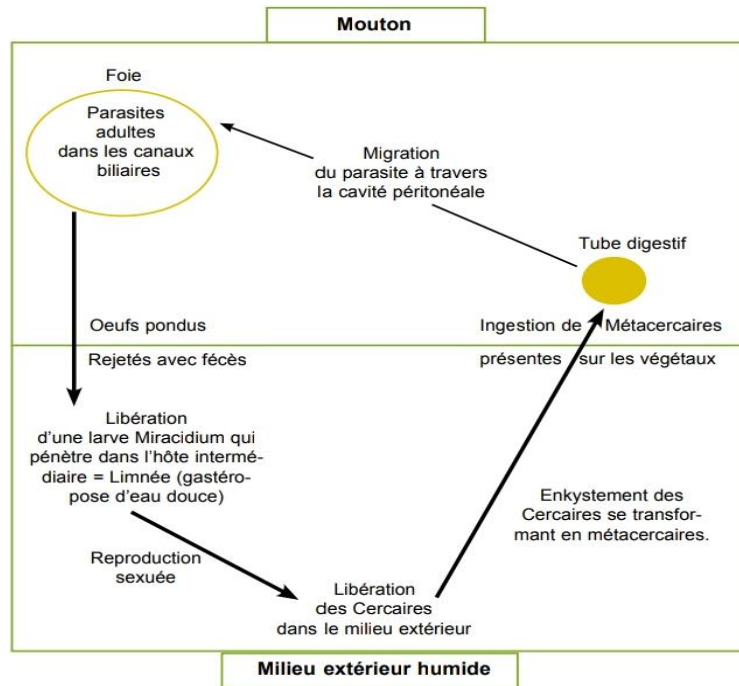 Mouton
Foie
Parasites
adultes
dans les canaux
biliaires
Migration
du parasite à travers
la cavité péritonéale
Tube digestif
Oeufs pondus
Ingestion de Métacercaires
Rejetés avec fécès
présentes sur les végétaux
Libération
d'une larve Miracidium qui
pénètre dans l'hôte intermé-
diaire = Limnée (gastéro-
pose d'eau douce)
Enkystement des
Cercaires se transfor-
mant en métacercaires.
Reproduction
sexuée
Libération
des Cercaires
dans le milieu extérieur
Milieu extérieur humide